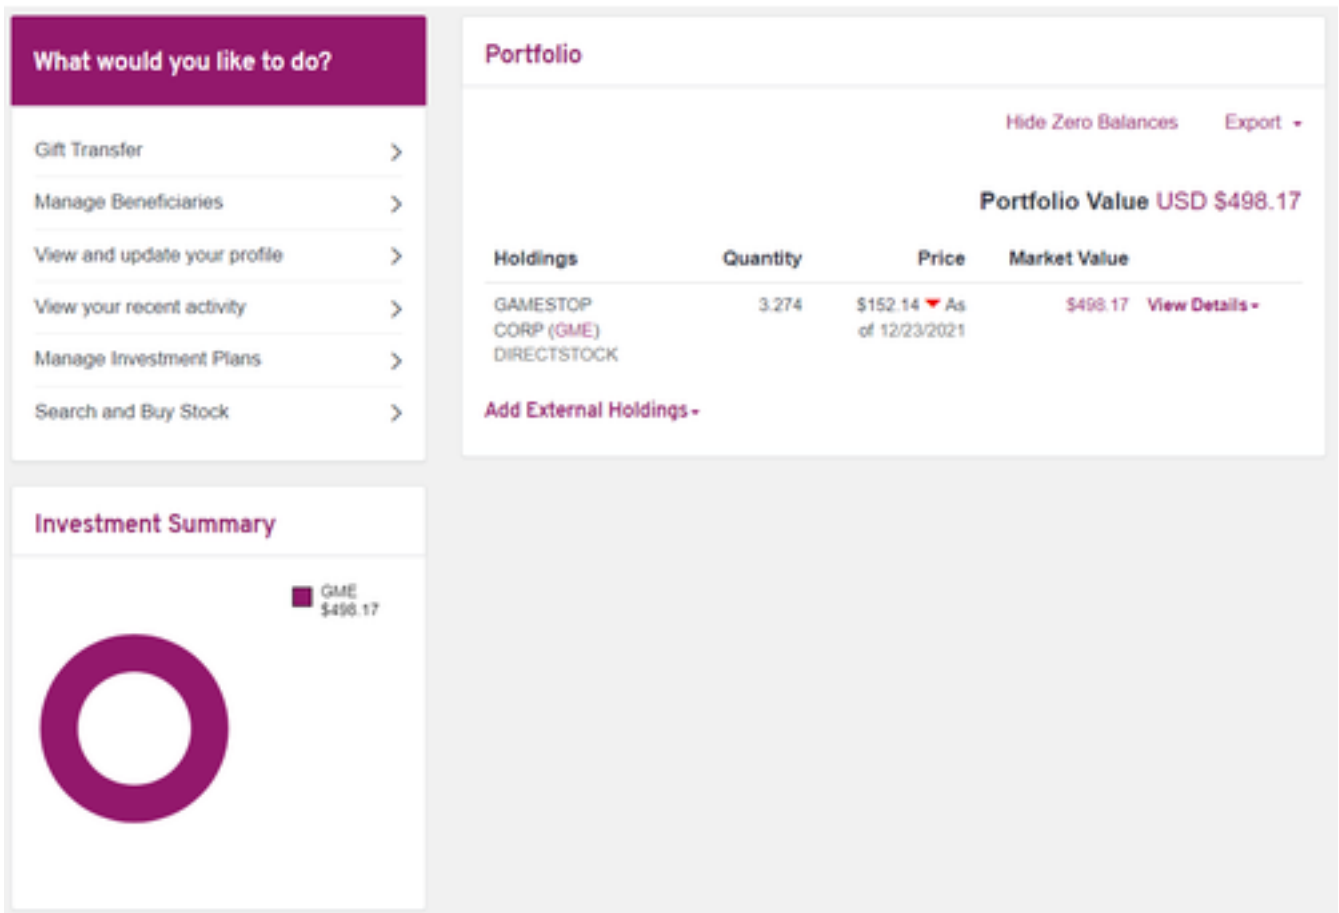 What would you like to do?
Gift Transfer
Manage Beneficiaries
View and update your profile
View your recent activity
Manage Investment Plans
Search and Buy Stock
Portfolio
Hide Zero Balances Export
Portfolio Value USD $498.17
Holdings Quantity Price Market Value
GAMESTOP 3.274 $152.14 As $498.17 View Details
CORP (GME) of 12/23/2021
DIRECTSTOCK
Add External Holdings
Investment Summary
GME
$498.17